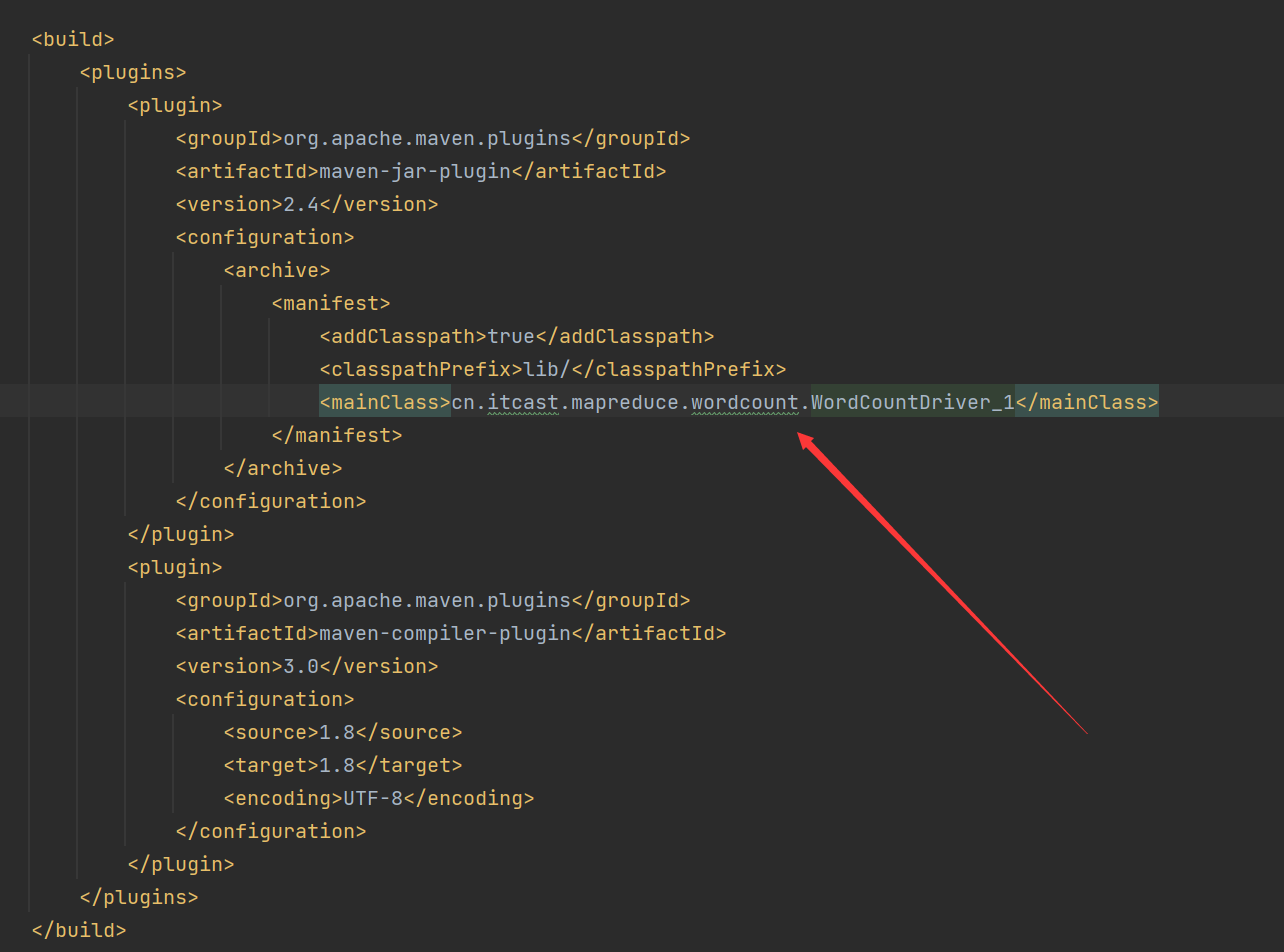 <build>
<plugins>
<plugin>
<groupId>org.apache.maven.plugins</groupId>
<artifactId>maven-jar-plugin</artifactId>
<version>2.4</version>
<configuration>
<archive>
<manifest>
<addClasspath>true</addClasspath>
<classpathPrefix>lib/</classpathPrefix>
<mainClass>cn.itcast.mapreduce.wordcount.WordCountDriver_1</mainClass>
</manifest>
</archive>
</configuration>
</plugin>
<plugin>
<groupId>org.apache.maven.plugins</groupId>
<artifactId>maven-compiler-plugin</artifactId>
<version>3.0</version>
<configuration>
<source>1.8</source>
<target>1.8</target>
<encoding>UTF-8</encoding>
</configuration>
</plugin>
</plugins>
</build>